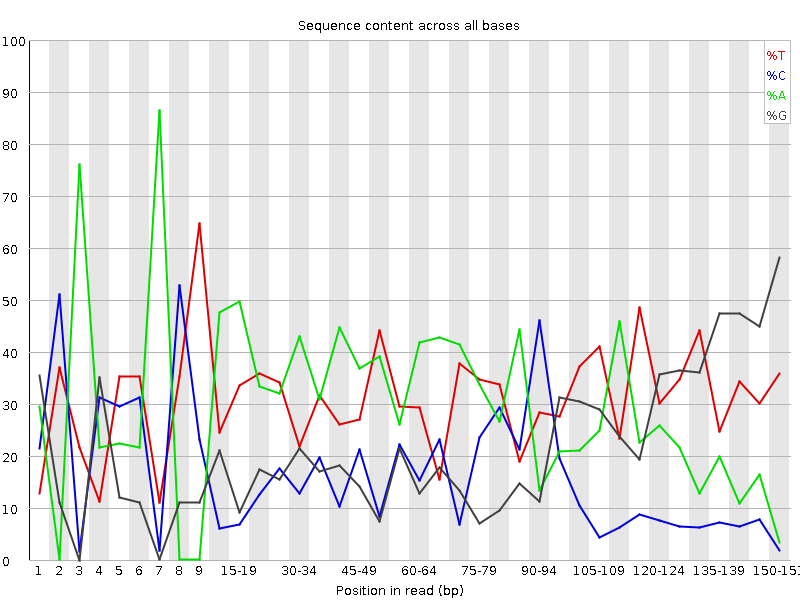 Sequence content across all bases
100
90
80
70
60
50
40
30
20
10
0
%T
%C
%A
%G
1 2 3 4 5 6 7 8 9 15-19 30-34 45-49 60-64 75-79 90-94 105-109 120-124 135-139 150-151
Position in read (bp)